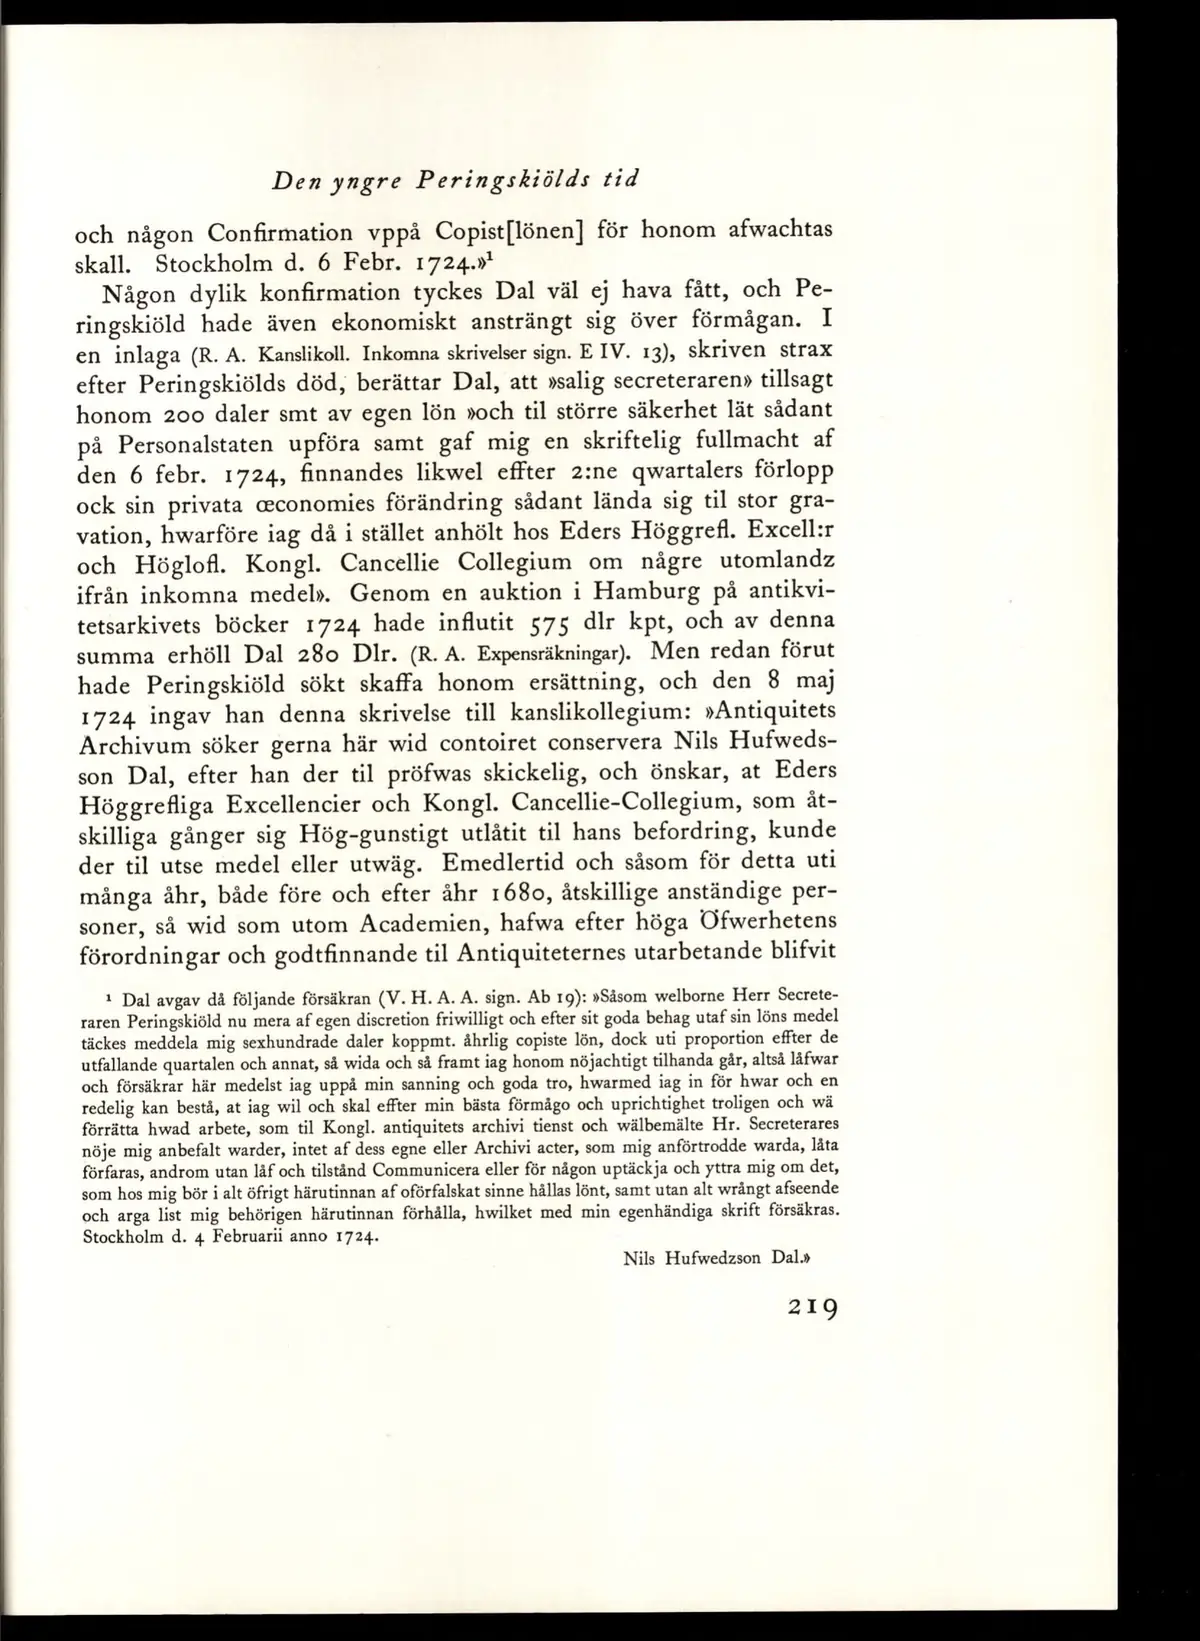 Den yngre Peringskiölds tid
och någon Confirmation vppå Copist[lönen] för honom afwachtas
skall. Stockholm d. 6 Febr. 1724.»¹
Någon dylik konfirmation tyckes Dal väl ej hava fått, och Pe-
ringskiöld hade även ekonomiskt ansträngt sig över förmågan. I
en inlaga (R. A. Kanslikoll. Inkomna skrivelser sign. E IV. 13), skriven strax
efter Peringskiölds död, berättar Dal, att »salig secreteraren» tillsagt
honom 200 daler smt av egen lön »och til större säkerhet lät sådant
på Personalstaten upföra samt gaf mig en skriftelig fullmacht af
den 6 febr. 1724, finnandes likwel effter 2:ne qwartalers förlopp
ock sin privata œconomies förändring sådant lända sig til stor gra-
vation, hwarföre iag då i stället anhölt hos Eders Höggrefl. Excell:r
och Höglofl. Kongl. Cancellie Collegium om någre utomlandz
ifrån inkomna medel». Genom en auktion i Hamburg på antikvi-
tetsarkivets böcker 1724 hade influtit 575 dlr kpt, och av denna
summa erhöll Dal 280 Dlr. (R. A. Expensräkningar). Men redan förut
hade Peringskiöld sökt skaffa honom ersättning, och den 8 maj
1724 ingav han denna skrivelse till kanslikollegium: »Antiquitets
Archivum söker gerna här wid contoiret conservera Nils Hufweds-
son Dal, efter han der til pröfwas skickelig, och önskar, at Eders
Höggrefliga Excellencier och Kongl. Cancellie-Collegium, som åt-
skilliga gånger sig Hög-gunstigt utlåtit til hans befordring, kunde
der til utse medel eller utwäg. Emedlertid och såsom för detta uti
många åhr, både före och efter åhr 1680, åtskillige anständige per-
soner, så wid som utom Academien, hafwa efter höga Öfwerhetens
förordningar och godtfinnande til Antiquiteternes utarbetande blifvit
¹ Dal avgav då följande försäkran (V. H. A. A. sign. Ab 19): »Såsom welborne Herr Secrete-
raren Peringskiöld nu mera af egen discretion friwilligt och efter sit goda behag utaf sin löns medel
täckes meddela mig sexhundrade daler koppmt. åhrlig copiste lön, dock uti proportion effter de
utfallande quartalen och annat, så wida och så framt iag honom nöjachtigt tilhanda går, altså låfwar
och försäkrar här medelst iag uppå min sanning och goda tro, hwarmed iag in för hwar och en
redelig kan bestå, at iag wil och skal effter min bästa förmågo och uprichtighet troligen och wä
förrätta hwad arbete, som til Kongl. antiquitets archivi tienst och wälbemälte Hr. Secreterares
nöje mig anbefalt warder, intet af dess egne eller Archivi acter, som mig anförtrodde warda, låta
förfaras, androm utan låf och tilstånd Communicera eller för någon uptäckja och yttra mig om det,
som hos mig bör i alt öfrigt härutinnan af oförfalskat sinne hållas lönt, samt utan alt wrångt afseende
och arga list mig behörigen härutinnan förhålla, hwilket med min egenhändiga skrift försäkras.
Stockholm d. 4 Februarii anno 1724.
Nils Hufwedzson Dal.»
219